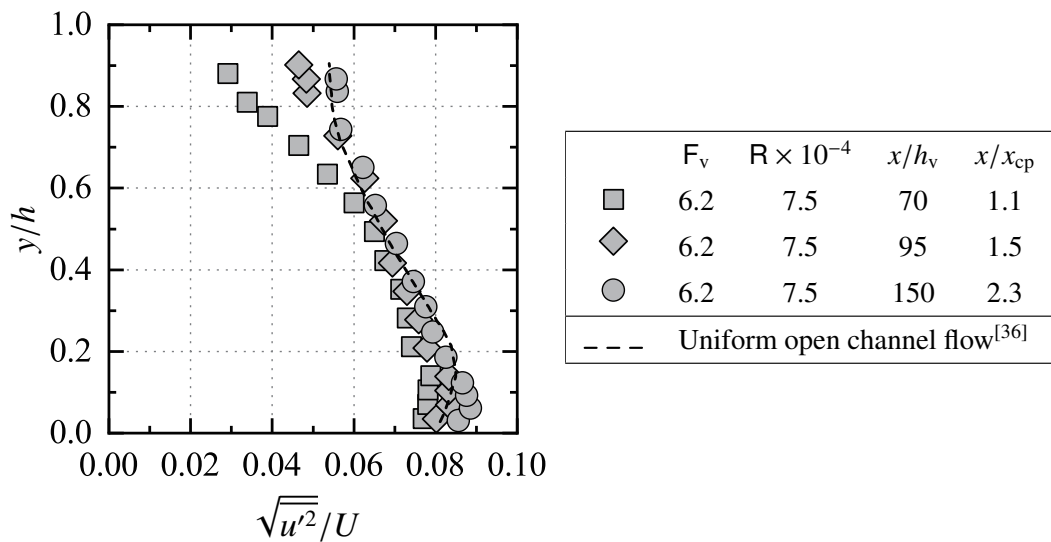 1.0
0.8
0.6
0.4
0.2
0.0
y/h
0.00 0.02 0.04 0.06 0.08 0.10
√u′²/U
Fᵥ R × 10⁻⁴ x/hᵥ x/x_cp
6.2 7.5 70 1.1
6.2 7.5 95 1.5
6.2 7.5 150 2.3
Uniform open channel flow[36]